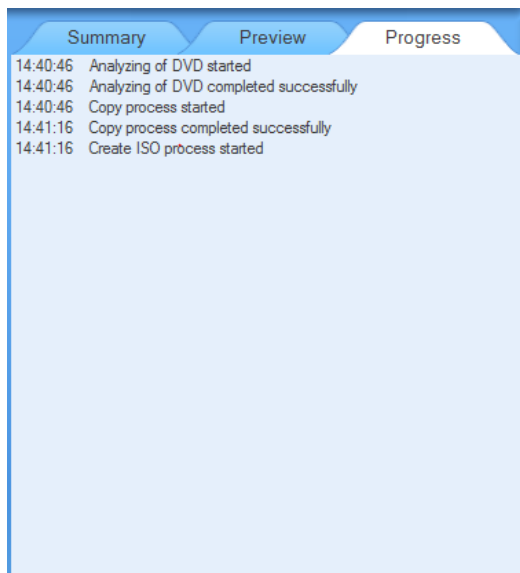 Summary Preview Progress
14:40:46 Analyzing of DVD started
14:40:46 Analyzing of DVD completed successfully
14:40:46 Copy process started
14:41:16 Copy process completed successfully
14:41:16 Create ISO process started